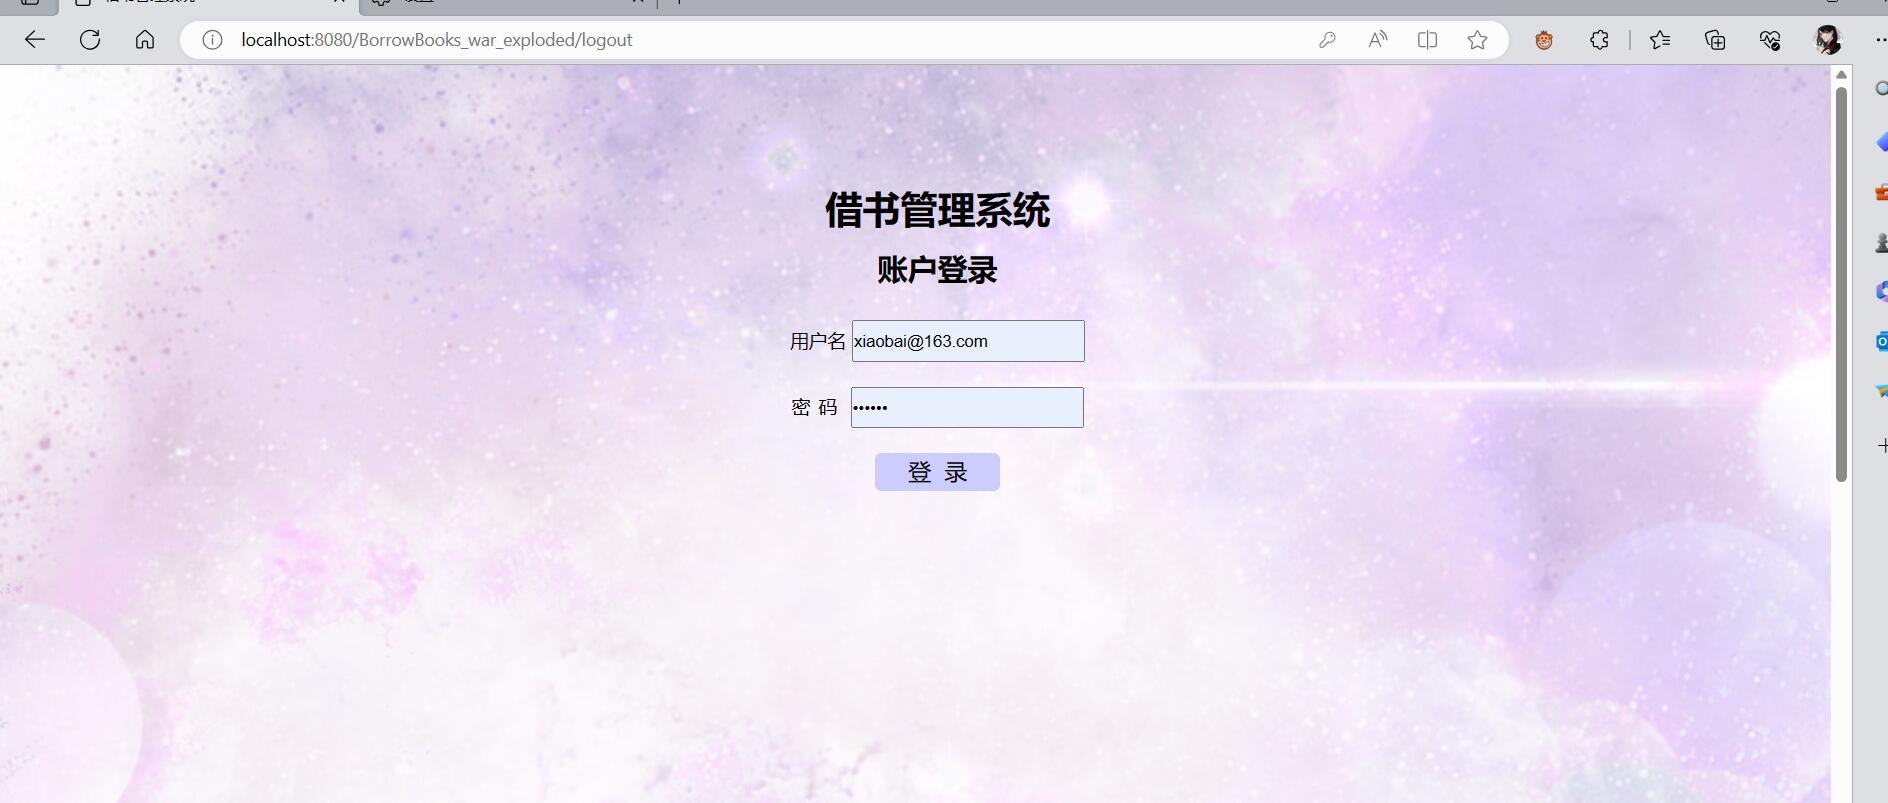 localhost:8080/BorrowBooks_war_exploded/logout
借书管理系统
账户登录
用户名 xiaobai@163.com
密 码 ••••••
登 录